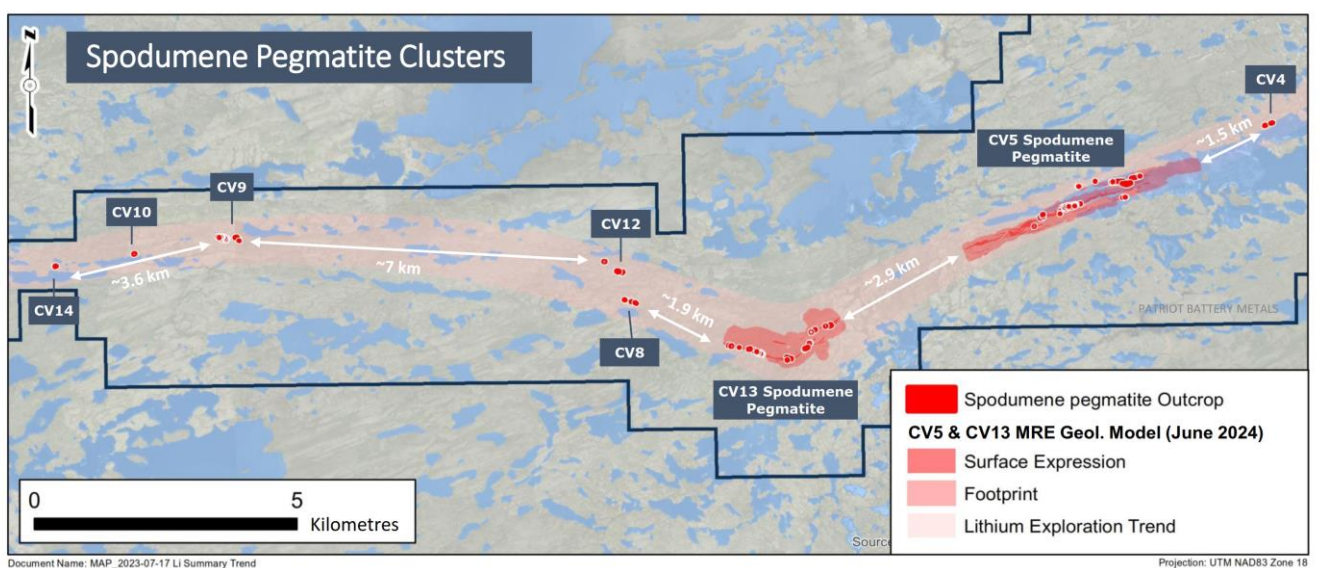 Spodumene Pegmatite Clusters
N
CV4
~1.5 km
CV5 Spodumene
Pegmatite
CV9
CV10
CV12
~7 km
~2.9 km
~3.6 km
CV14
~1.9 km
PATRIOT BATTERY METALS
CV8
CV13 Spodumene
Pegmatite
Spodumene pegmatite Outcrop
CV5 & CV13 MRE Geol. Model (June 2024)
Surface Expression
Footprint
Lithium Exploration Trend
0 5
Kilometres
Document Name: MAP_2023-07-17 Li Summary Trend
Projection: UTM NAD83 Zone 18